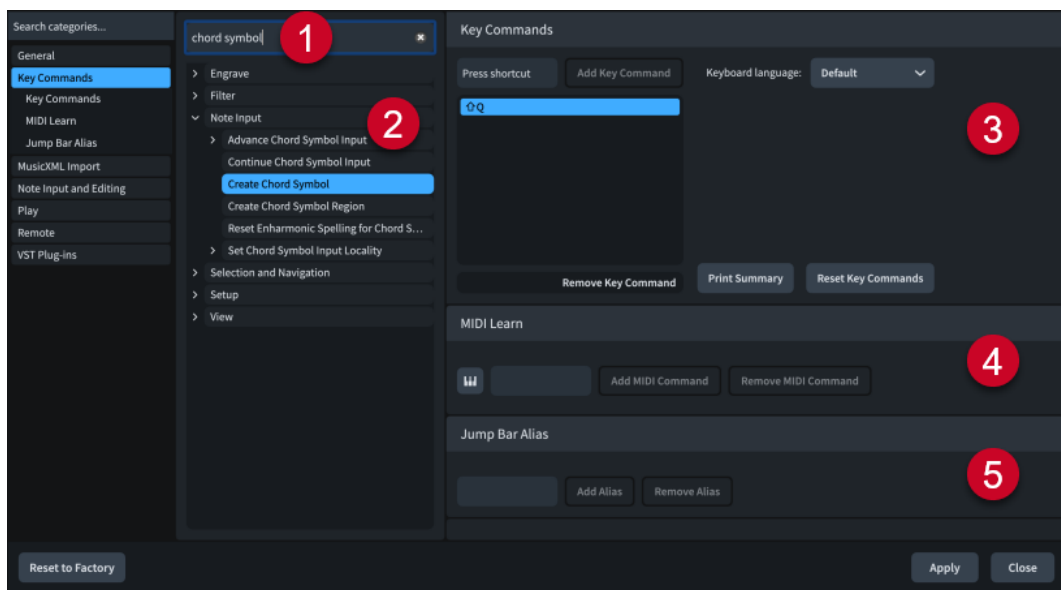 Search categories...
General
Key Commands
Key Commands
MIDI Learn
Jump Bar Alias
MusicXML Import
Note Input and Editing
Play
Remote
VST Plug-ins
chord symbol
1
Engrave
Filter
Note Input
2
Advance Chord Symbol Input
Continue Chord Symbol Input
Create Chord Symbol
Create Chord Symbol Region
Reset Enharmonic Spelling for Chord S...
Set Chord Symbol Input Locality
Selection and Navigation
Setup
View
Key Commands
Press shortcut Add Key Command Keyboard language: Default
⇧Q
3
Remove Key Command Print Summary Reset Key Commands
MIDI Learn
4
Add MIDI Command Remove MIDI Command
Jump Bar Alias
5
Add Alias Remove Alias
Reset to Factory Apply Close